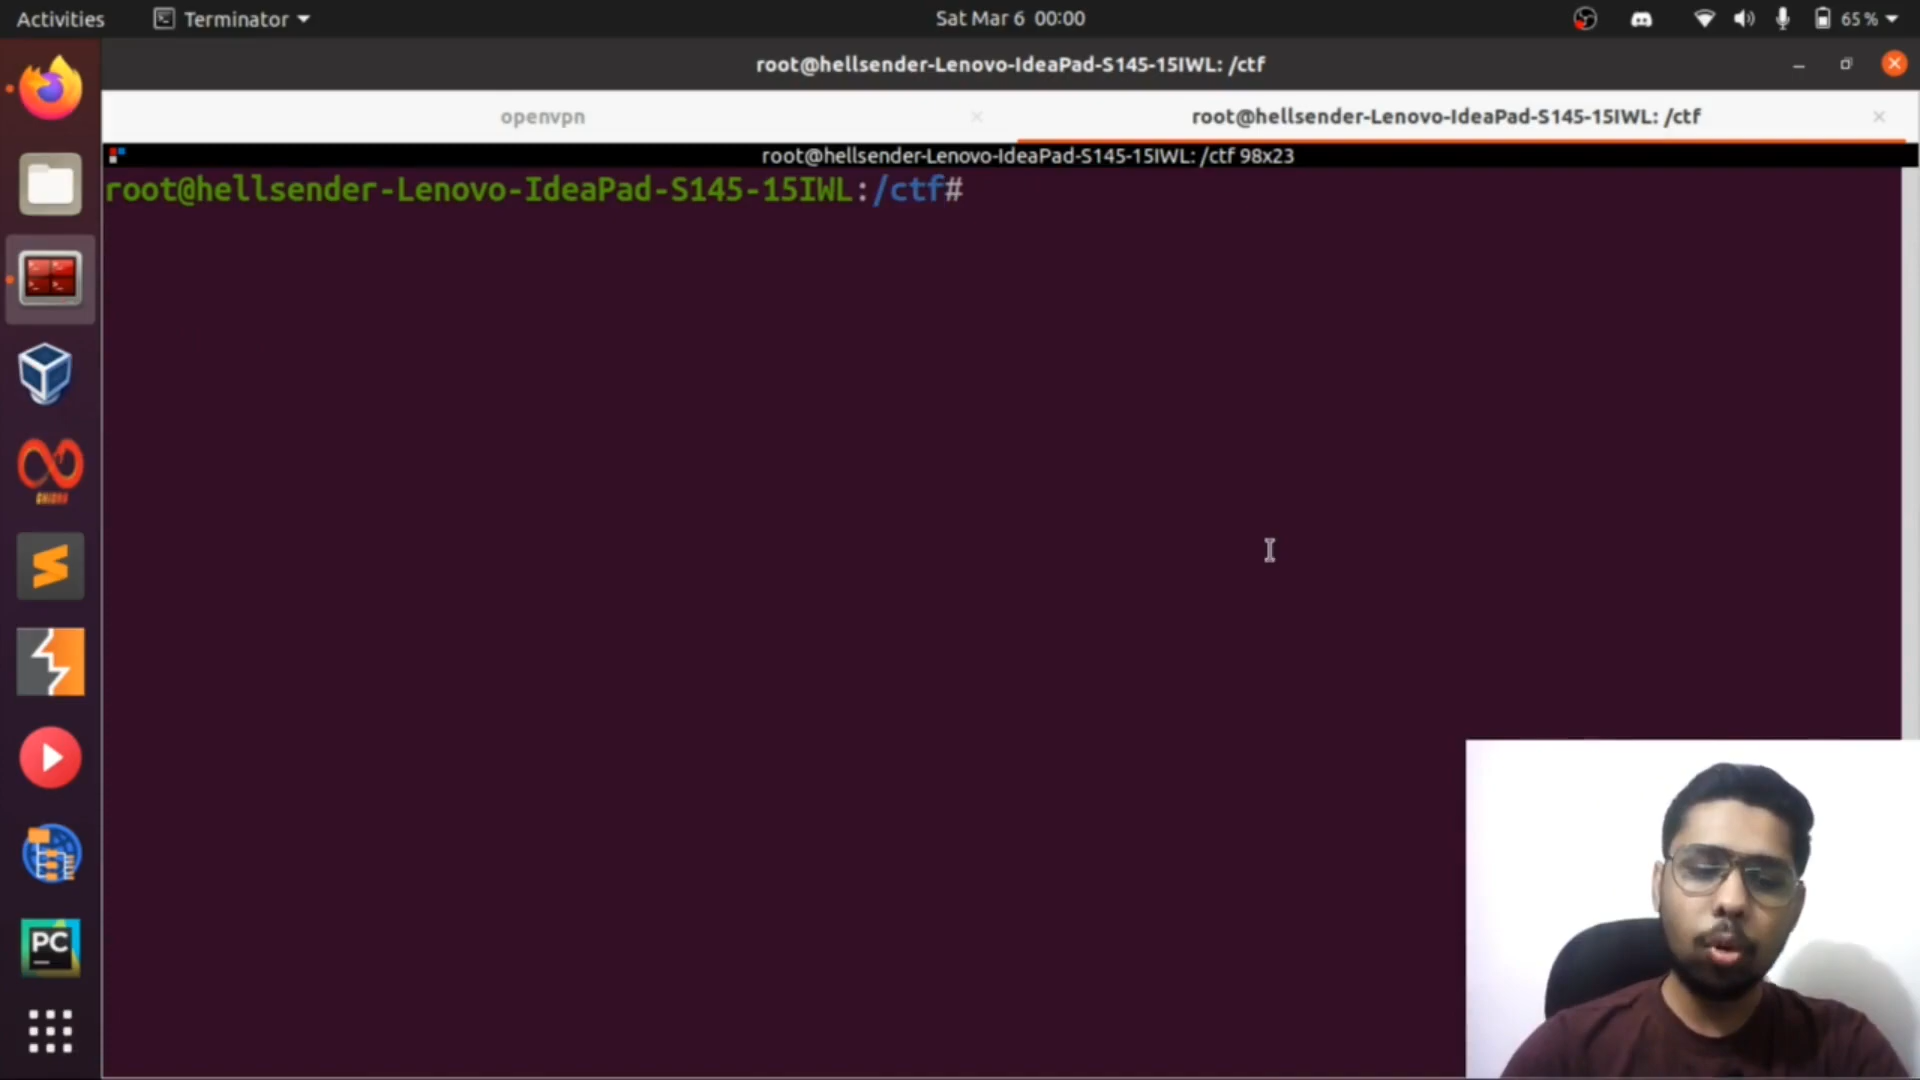 Activities
Terminator
Sat Mar 6 00:00
65 %
root@hellsender-Lenovo-IdeaPad-S145-15IWL: /ctf
openvpn
root@hellsender-Lenovo-IdeaPad-S145-15IWL: /ctf
root@hellsender-Lenovo-IdeaPad-S145-15IWL: /ctf 98x23
root@hellsender-Lenovo-IdeaPad-S145-15IWL:/ctf#
GHIDRA
PC